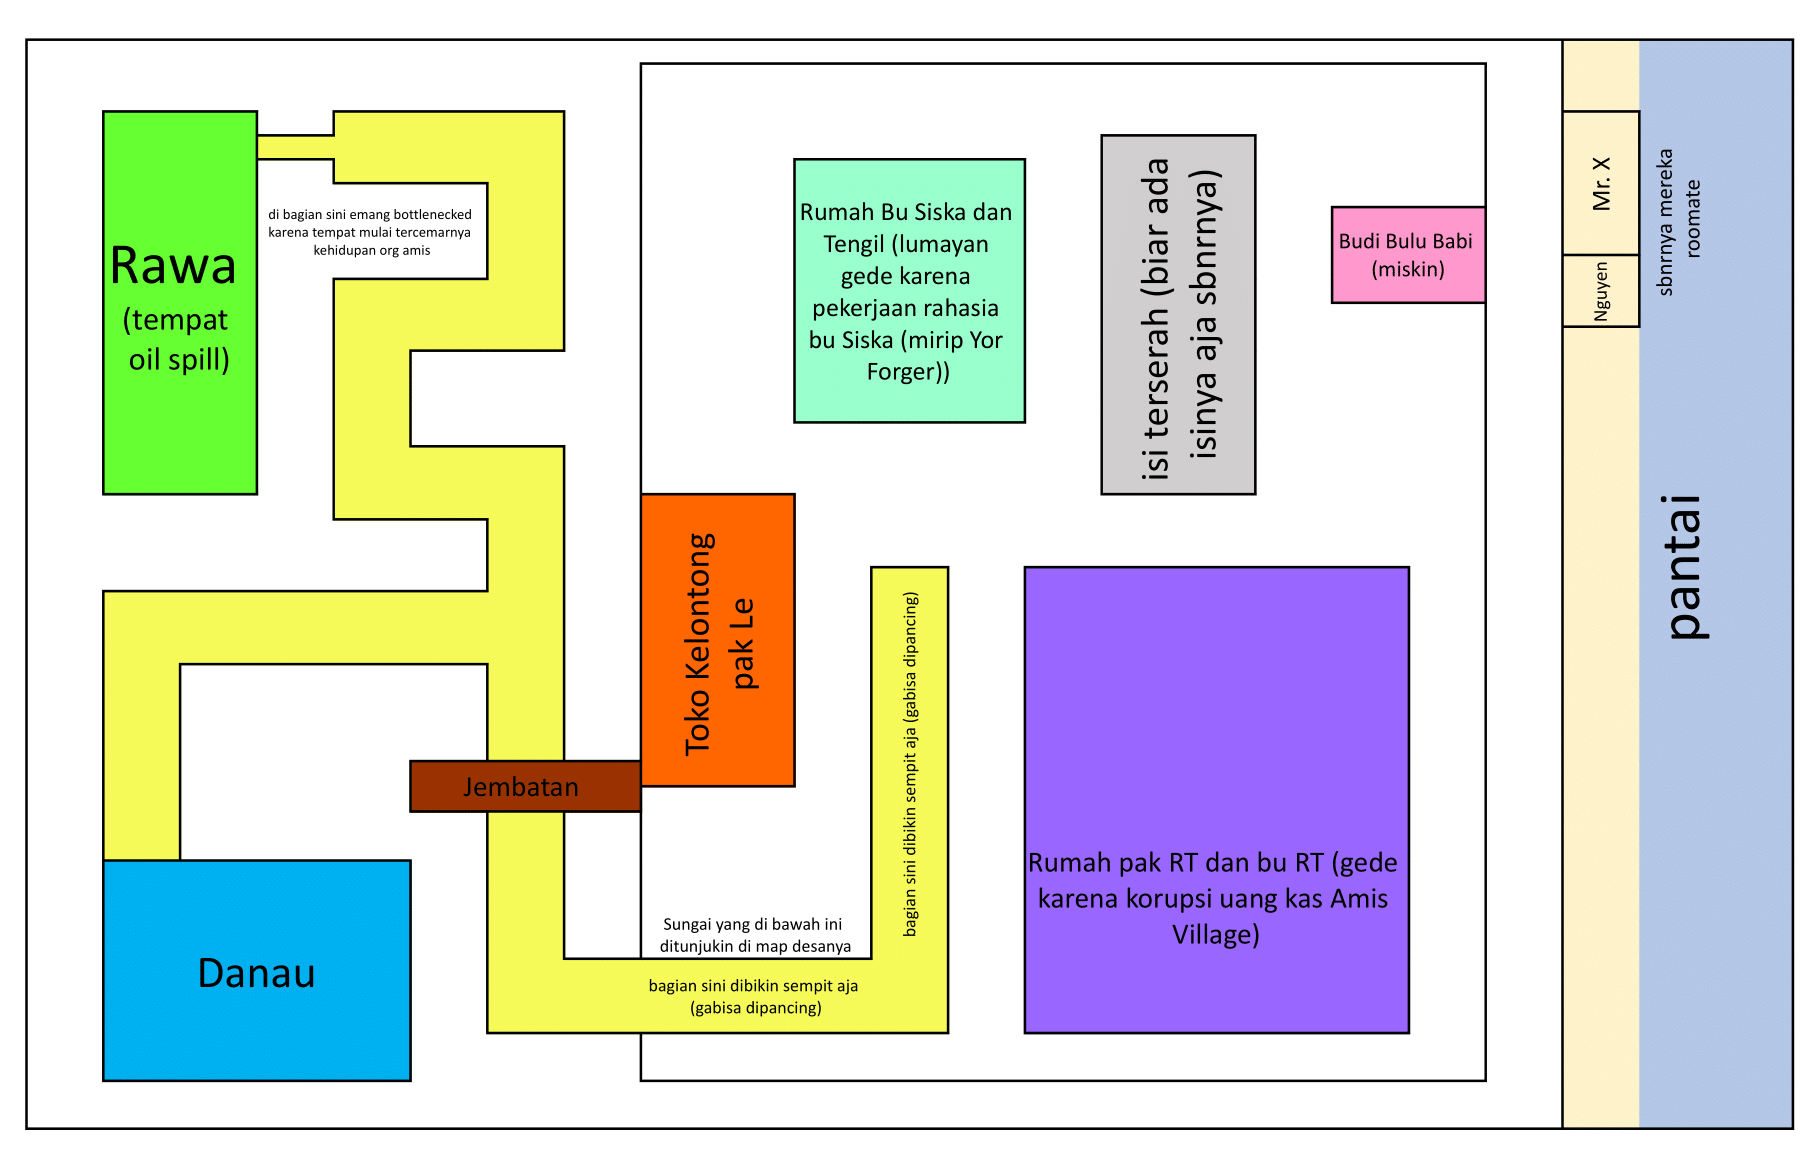 Rawa
(tempat
oil spill)
di bagian sini emang bottlenecked
karena tempat mulai tercemarnya
kehidupan org amis
Rumah Bu Siska dan
Tengil (lumayan
gede karena
pekerjaan rahasia
bu Siska (mirip Yor
Forger))
isi terserah (biar ada
isinya aja sbnrnya)
Budi Bulu Babi
(miskin)
Mr. X
Nguyen
sbnrnya mereka
roomate
pantai
Toko Kelontong
pak Le
bagian sini dibikin sempit aja (gabisa dipancing)
Jembatan
Rumah pak RT dan bu RT (gede
karena korupsi uang kas Amis
Village)
Sungai yang di bawah ini
ditunjukin di map desanya
bagian sini dibikin sempit aja
(gabisa dipancing)
Danau